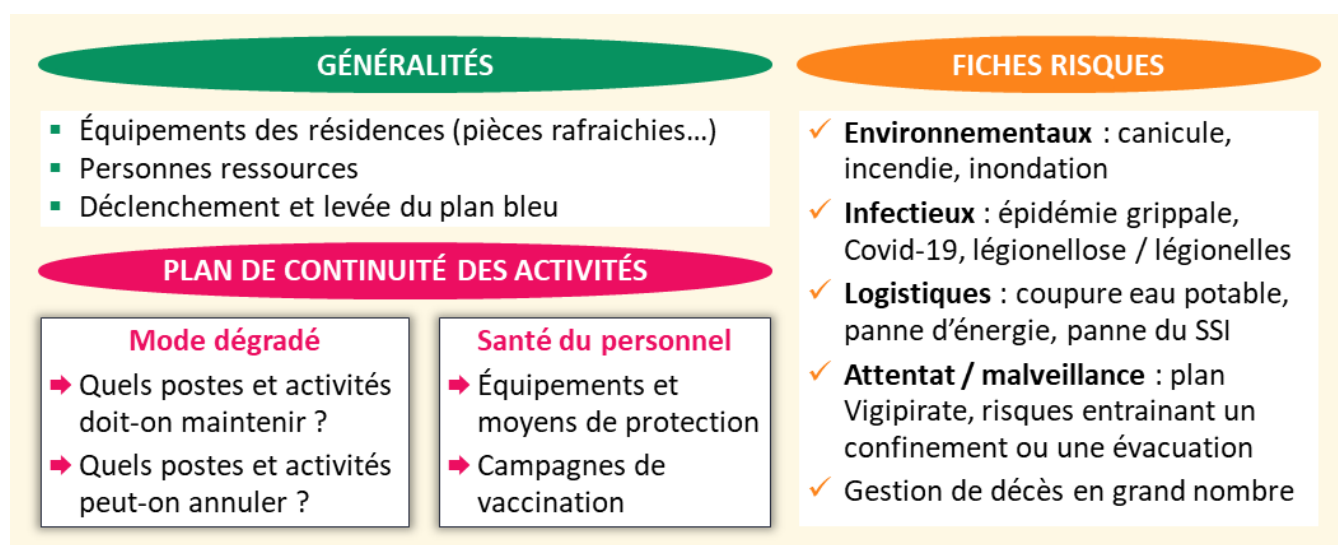 GÉNÉRALITÉS
Équipements des résidences (pièces rafraichies…)
Personnes ressources
Déclenchement et levée du plan bleu
PLAN DE CONTINUITÉ DES ACTIVITÉS
Mode dégradé
Quels postes et activités
doit-on maintenir ?
Quels postes et activités
peut-on annuler ?
Santé du personnel
Équipements et
moyens de protection
Campagnes de
vaccination
FICHES RISQUES
Environnementaux : canicule,
incendie, inondation
Infectieux : épidémie grippale,
Covid-19, légionellose / légionelles
Logistiques : coupure eau potable,
panne d’énergie, panne du SSI
Attentat / malveillance : plan
Vigipirate, risques entrainant un
confinement ou une évacuation
Gestion de décès en grand nombre